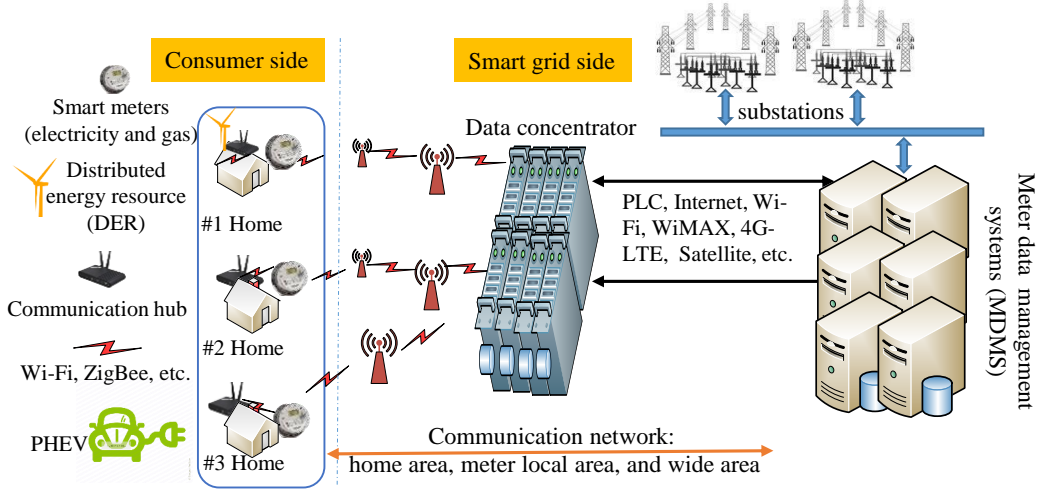 Consumer side
Smart grid side
Smart meters
(electricity and gas)
Distributed
energy resource
(DER)
Communication hub
Wi-Fi, ZigBee, etc.
PHEV
#1 Home
#2 Home
#3 Home
Data concentrator
substations
PLC, Internet, Wi-
Fi, WiMAX, 4G-
LTE, Satellite, etc.
Meter data management
systems (MDMS)
Communication network:
home area, meter local area, and wide area